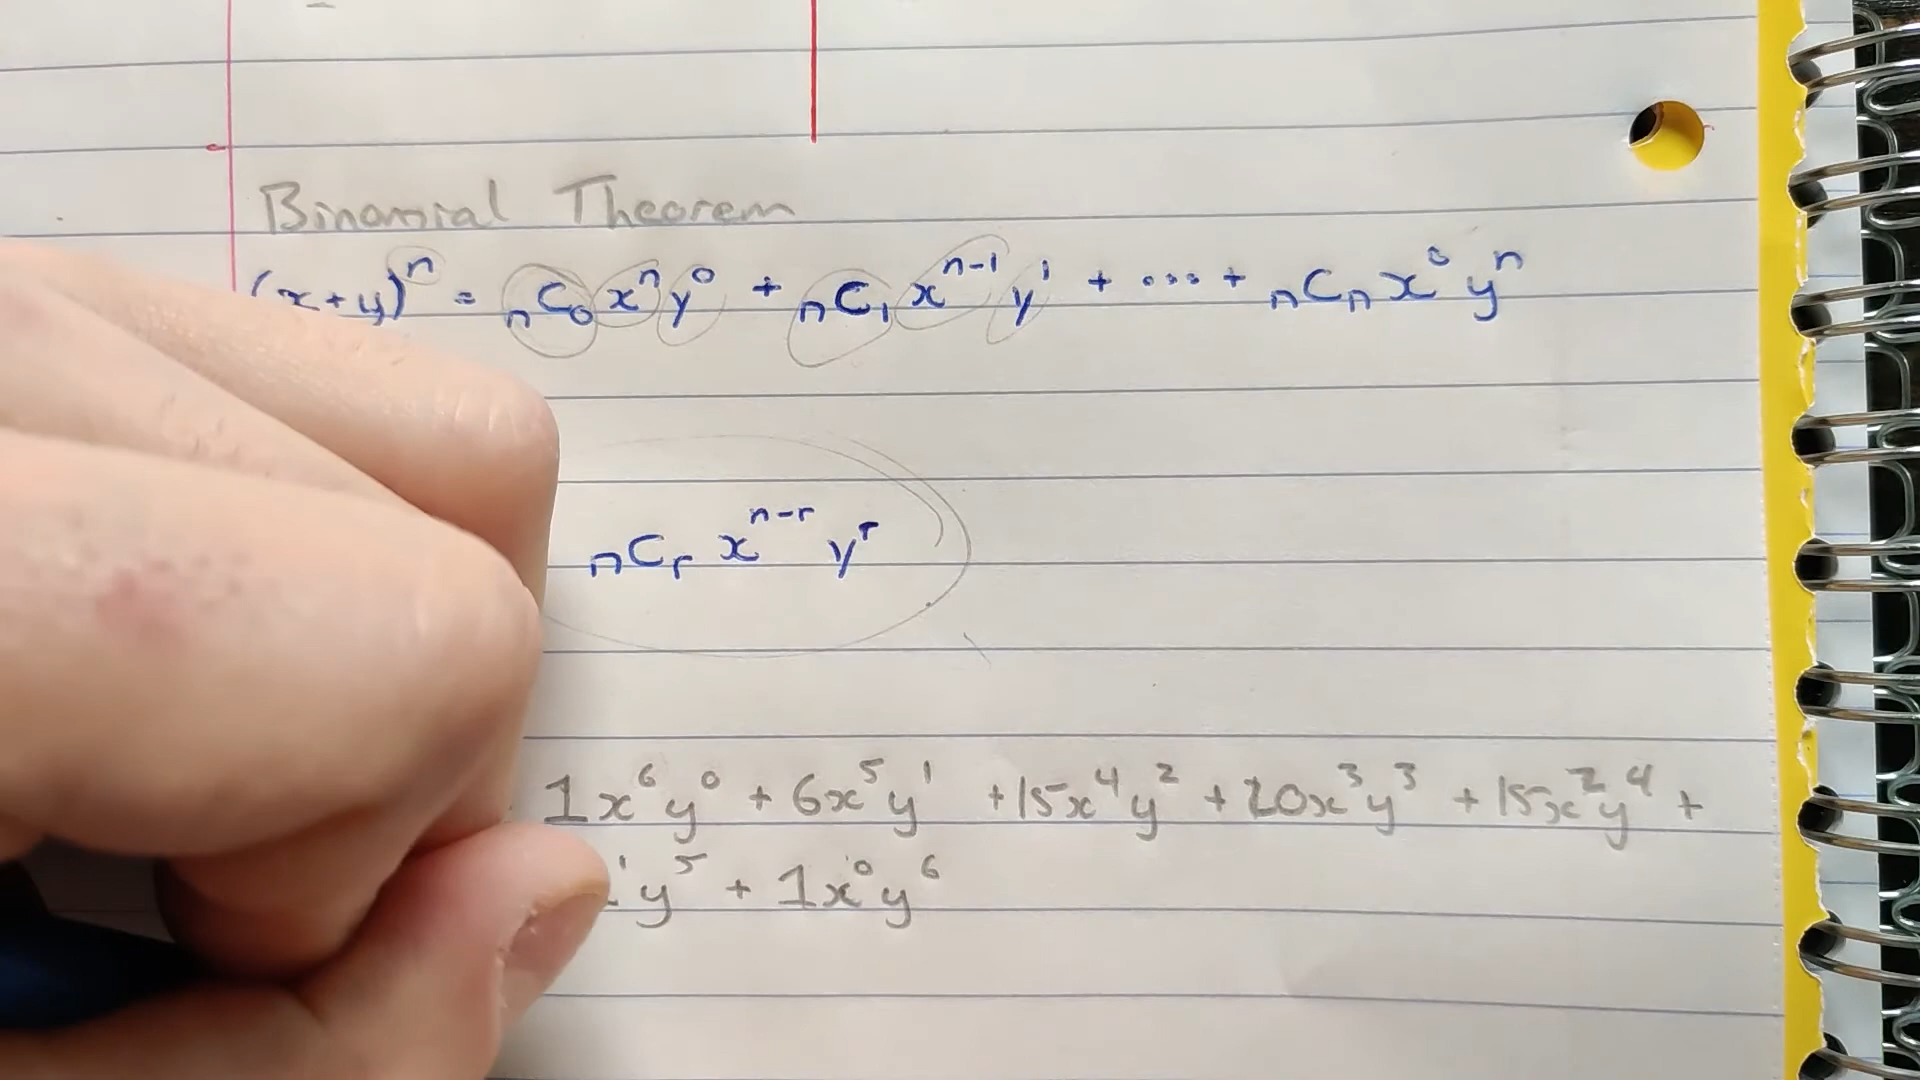 Binomial Theorem
(x+y)ⁿ = ₙC₀ xⁿ y⁰ + ₙC₁ xⁿ⁻¹ y¹ + ... + ₙCₙ x⁰ yⁿ
ₙCᵣ xⁿ⁻ʳ yʳ
1x⁶y⁰ + 6x⁵y¹ + 15x⁴y² + 20x³y³ + 15x²y⁴ +
¹y⁵ + 1x⁰y⁶